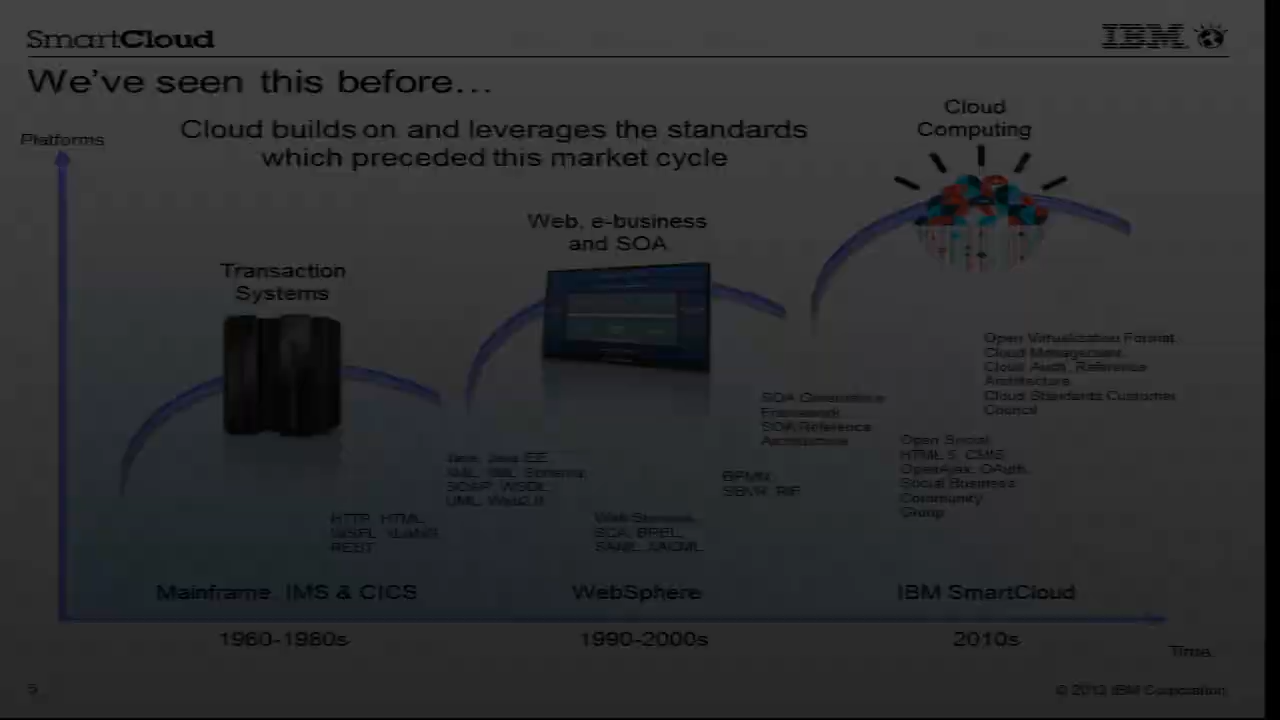 SmartCloud
IBM
We've seen this before...
Platforms
Cloud builds on and leverages the standards
which preceded this market cycle
Cloud
Computing
Web, e-business
and SOA
Transaction
Systems
Open Virtualization Format,
Cloud Management,
Cloud Auth, Reference
Architecture
Cloud Standards Customer
Council
SOA Governance
Framework
SOA Reference
Architecture
Open Social
HTML 5, CMIS
OpenAjax, OAuth,
Social Business
Community
Group
Java, Java EE
XML, XML Schema
SOAP, WSDL
UML, Web2.0
BPMN,
SBVR, RIF
HTTP, HTML
WSFL, XLANG
REST
Web Services,
SCA, BPEL,
SAML, XACML
Mainframe, IMS & CICS
WebSphere
IBM SmartCloud
1960-1980s
1990-2000s
2010s
Time
5
© 2012 IBM Corporation